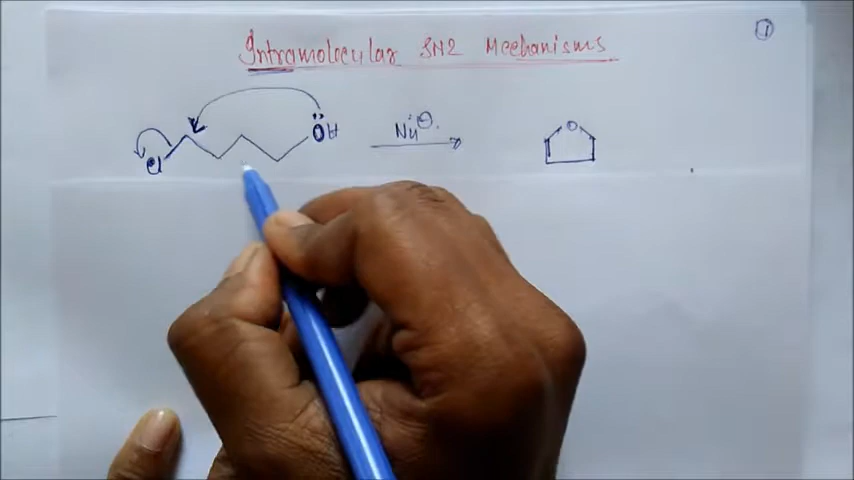 Intramolecular SN2 Mechanisms
1
Cl OH Nu⊖ O